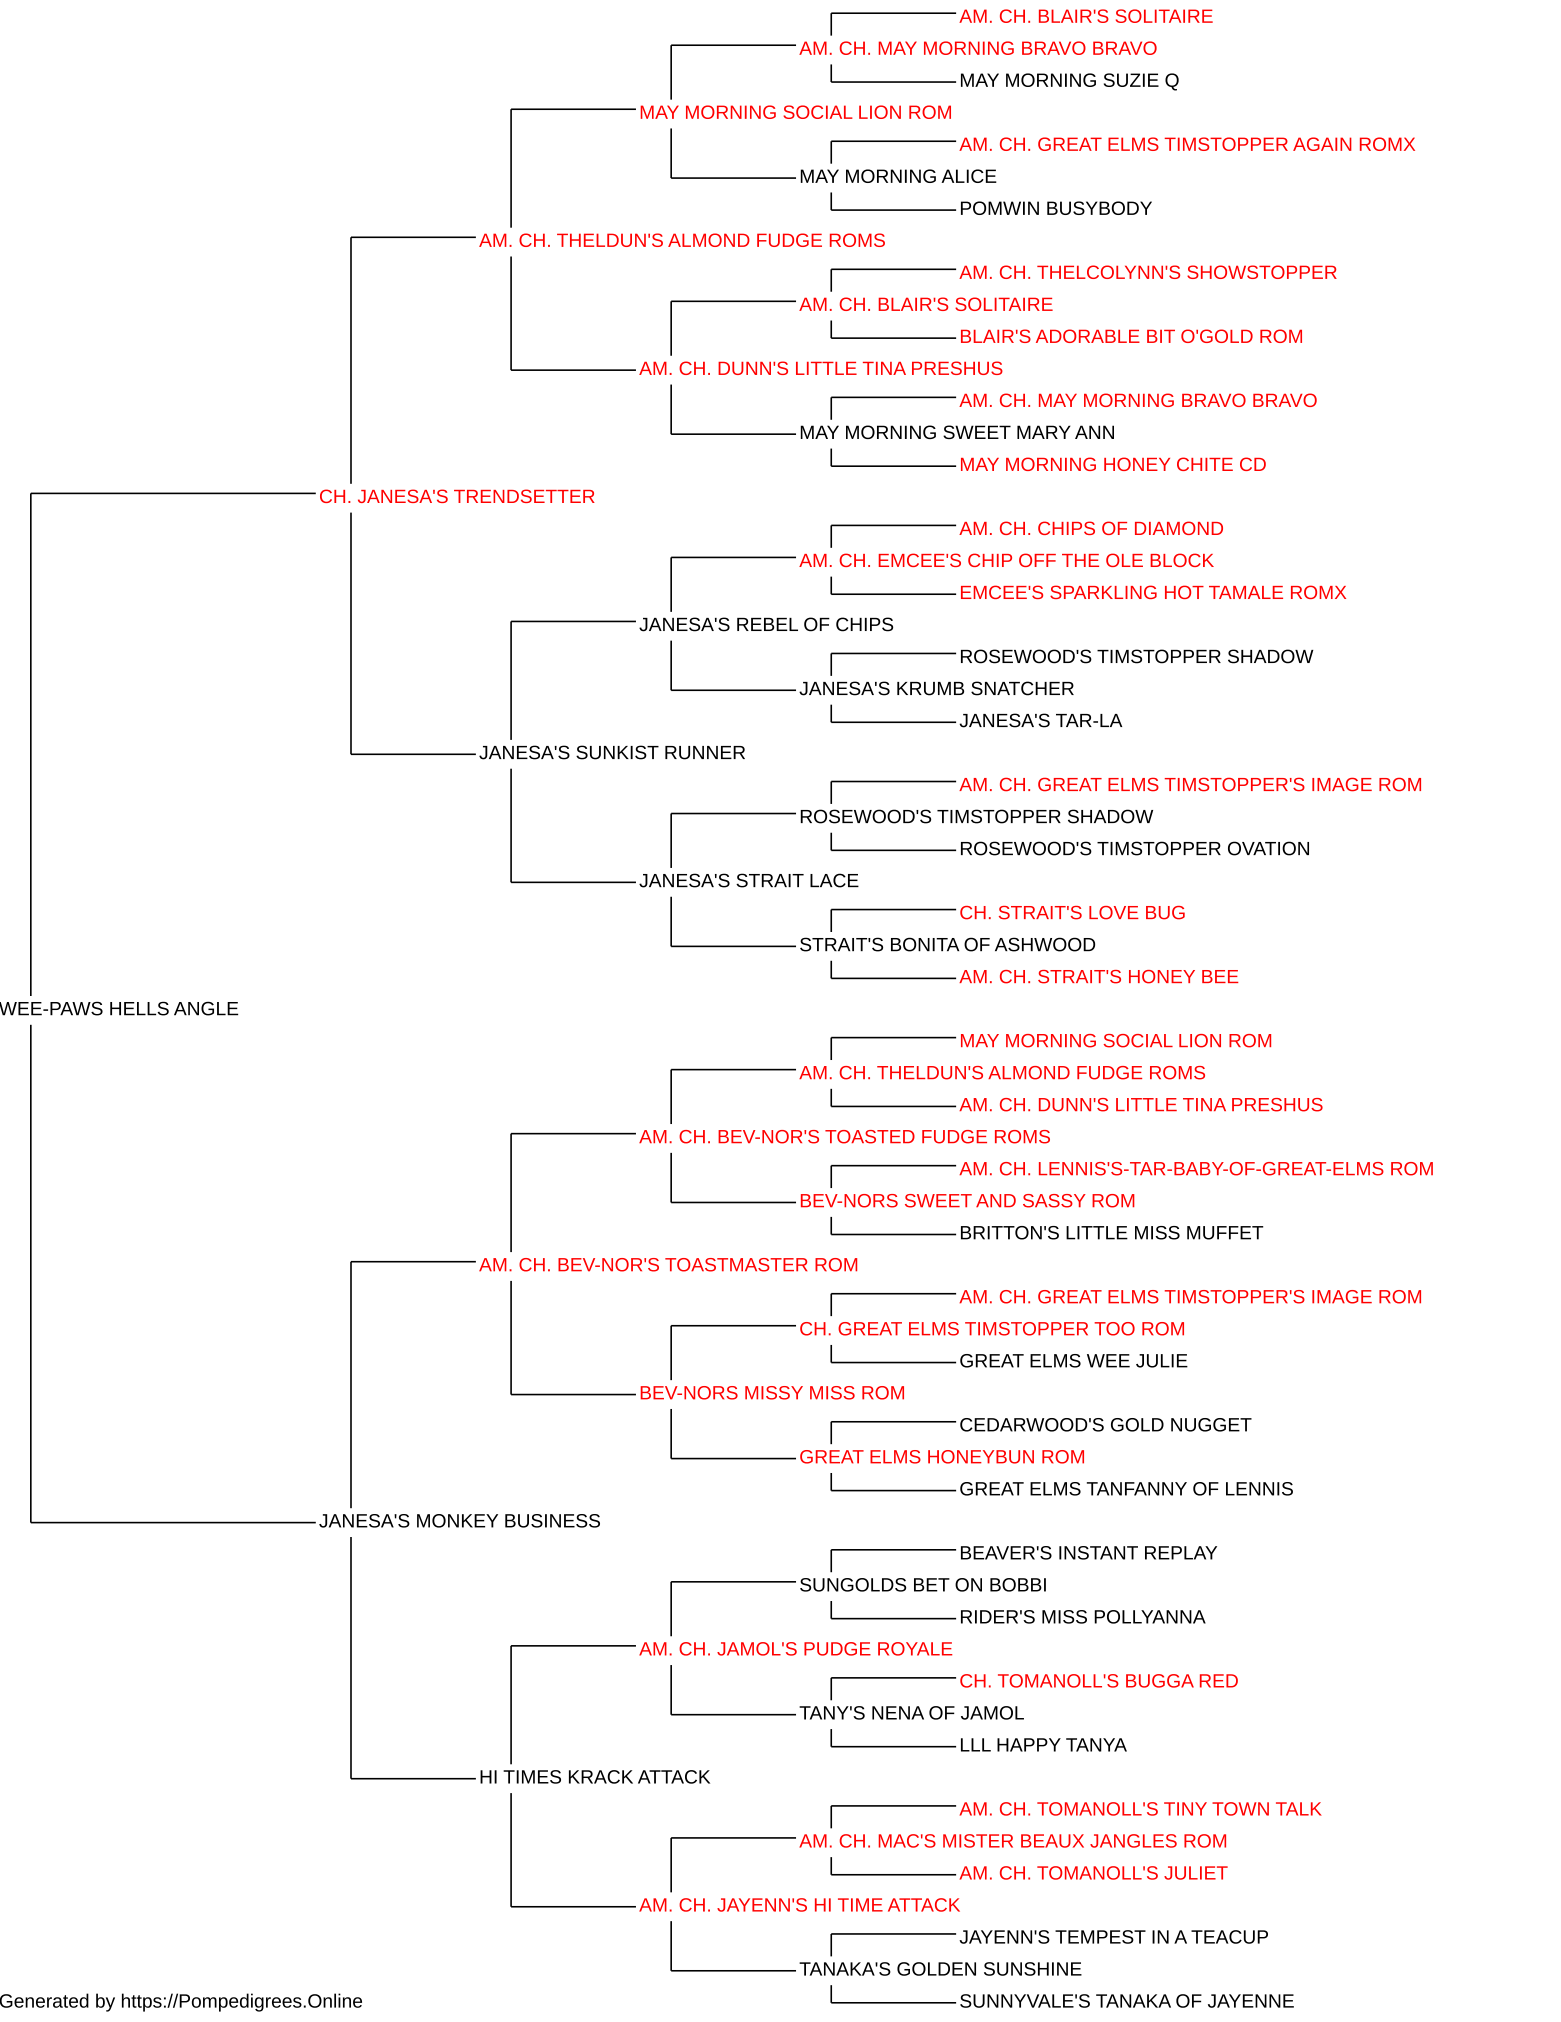 AM. CH. BLAIR'S SOLITAIRE
AM. CH. MAY MORNING BRAVO BRAVO
MAY MORNING SUZIE Q
MAY MORNING SOCIAL LION ROM
AM. CH. GREAT ELMS TIMSTOPPER AGAIN ROMX
MAY MORNING ALICE
POMWIN BUSYBODY
AM. CH. THELDUN'S ALMOND FUDGE ROMS
AM. CH. THELCOLYNN'S SHOWSTOPPER
AM. CH. BLAIR'S SOLITAIRE
BLAIR'S ADORABLE BIT O'GOLD ROM
AM. CH. DUNN'S LITTLE TINA PRESHUS
AM. CH. MAY MORNING BRAVO BRAVO
MAY MORNING SWEET MARY ANN
MAY MORNING HONEY CHITE CD
CH. JANESA'S TRENDSETTER
AM. CH. CHIPS OF DIAMOND
AM. CH. EMCEE'S CHIP OFF THE OLE BLOCK
EMCEE'S SPARKLING HOT TAMALE ROMX
JANESA'S REBEL OF CHIPS
ROSEWOOD'S TIMSTOPPER SHADOW
JANESA'S KRUMB SNATCHER
JANESA'S TAR-LA
JANESA'S SUNKIST RUNNER
AM. CH. GREAT ELMS TIMSTOPPER'S IMAGE ROM
ROSEWOOD'S TIMSTOPPER SHADOW
ROSEWOOD'S TIMSTOPPER OVATION
JANESA'S STRAIT LACE
CH. STRAIT'S LOVE BUG
STRAIT'S BONITA OF ASHWOOD
AM. CH. STRAIT'S HONEY BEE
WEE-PAWS HELLS ANGLE
MAY MORNING SOCIAL LION ROM
AM. CH. THELDUN'S ALMOND FUDGE ROMS
AM. CH. DUNN'S LITTLE TINA PRESHUS
AM. CH. BEV-NOR'S TOASTED FUDGE ROMS
AM. CH. LENNIS'S-TAR-BABY-OF-GREAT-ELMS ROM
BEV-NORS SWEET AND SASSY ROM
BRITTON'S LITTLE MISS MUFFET
AM. CH. BEV-NOR'S TOASTMASTER ROM
AM. CH. GREAT ELMS TIMSTOPPER'S IMAGE ROM
CH. GREAT ELMS TIMSTOPPER TOO ROM
GREAT ELMS WEE JULIE
BEV-NORS MISSY MISS ROM
CEDARWOOD'S GOLD NUGGET
GREAT ELMS HONEYBUN ROM
GREAT ELMS TANFANNY OF LENNIS
JANESA'S MONKEY BUSINESS
BEAVER'S INSTANT REPLAY
SUNGOLDS BET ON BOBBI
RIDER'S MISS POLLYANNA
AM. CH. JAMOL'S PUDGE ROYALE
CH. TOMANOLL'S BUGGA RED
TANY'S NENA OF JAMOL
LLL HAPPY TANYA
HI TIMES KRACK ATTACK
AM. CH. TOMANOLL'S TINY TOWN TALK
AM. CH. MAC'S MISTER BEAUX JANGLES ROM
AM. CH. TOMANOLL'S JULIET
AM. CH. JAYENN'S HI TIME ATTACK
JAYENN'S TEMPEST IN A TEACUP
TANAKA'S GOLDEN SUNSHINE
SUNNYVALE'S TANAKA OF JAYENNE
Generated by https://Pompedigrees.Online